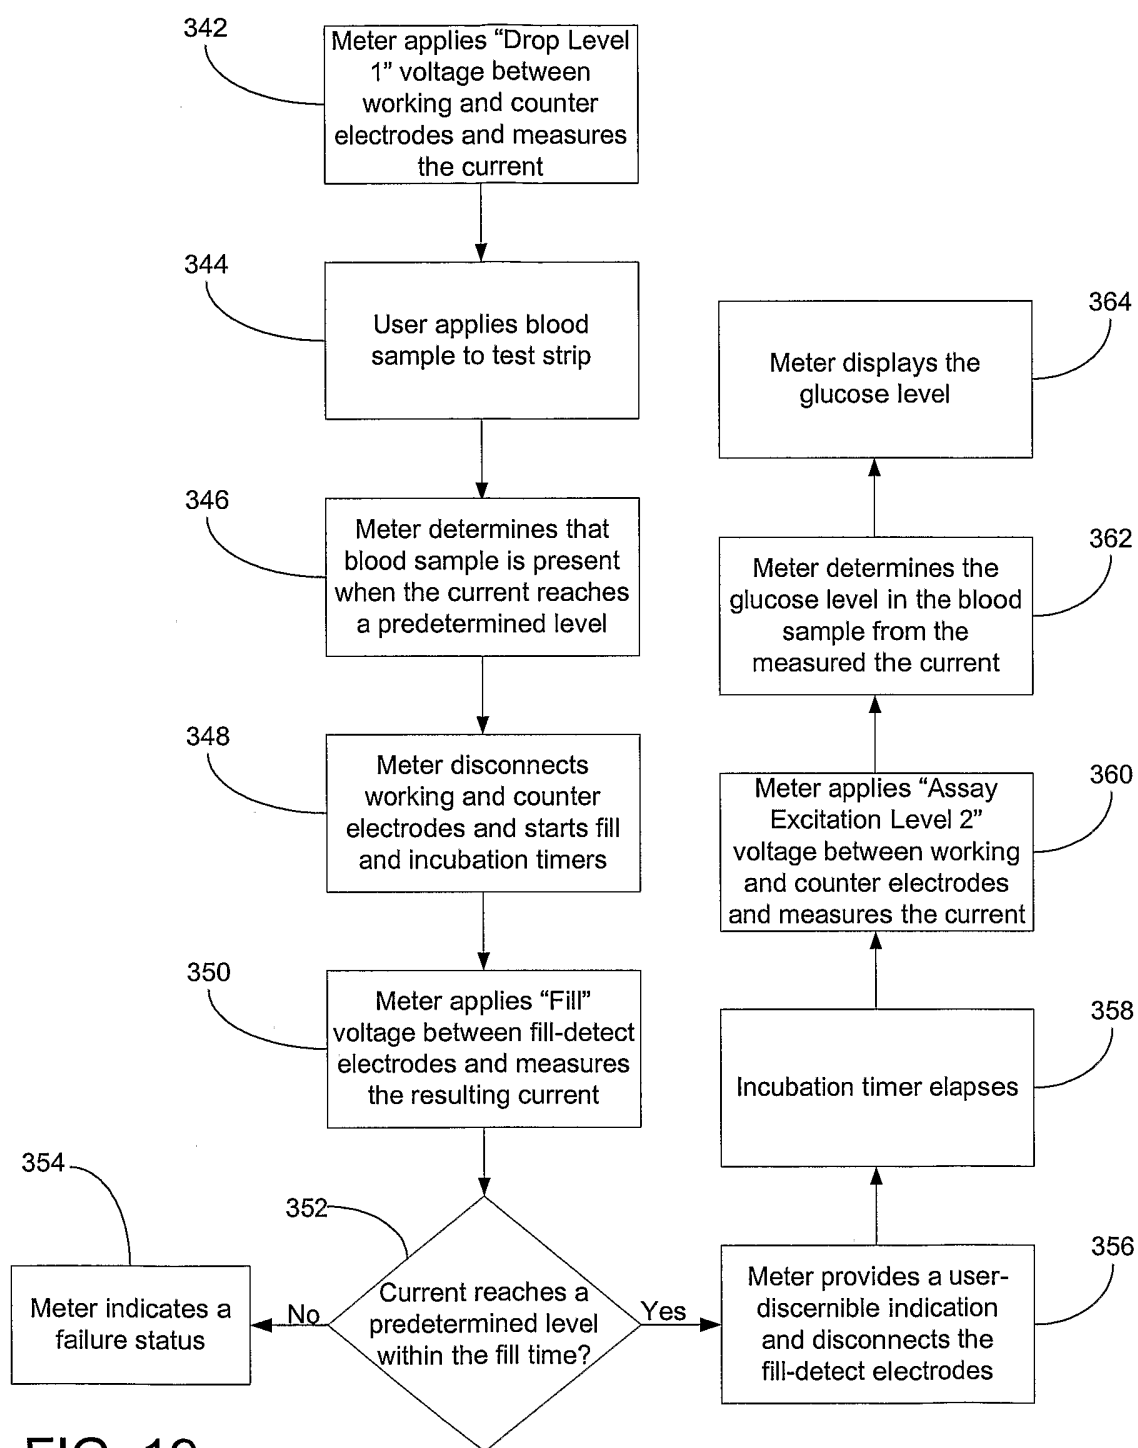 342
Meter applies “Drop Level
1” voltage between
working and counter
electrodes and measures
the current
344
User applies blood
sample to test strip
346
Meter determines that
blood sample is present
when the current reaches
a predetermined level
348
Meter disconnects
working and counter
electrodes and starts fill
and incubation timers
350
Meter applies “Fill”
voltage between fill-detect
electrodes and measures
the resulting current
352
Current reaches a
predetermined level
within the fill time?
No
Yes
354
Meter indicates a
failure status
356
Meter provides a user-
discernible indication
and disconnects the
fill-detect electrodes
358
Incubation timer elapses
360
Meter applies “Assay
Excitation Level 2”
voltage between working
and counter electrodes
and measures the current
362
Meter determines the
glucose level in the blood
sample from the
measured the current
364
Meter displays the
glucose level